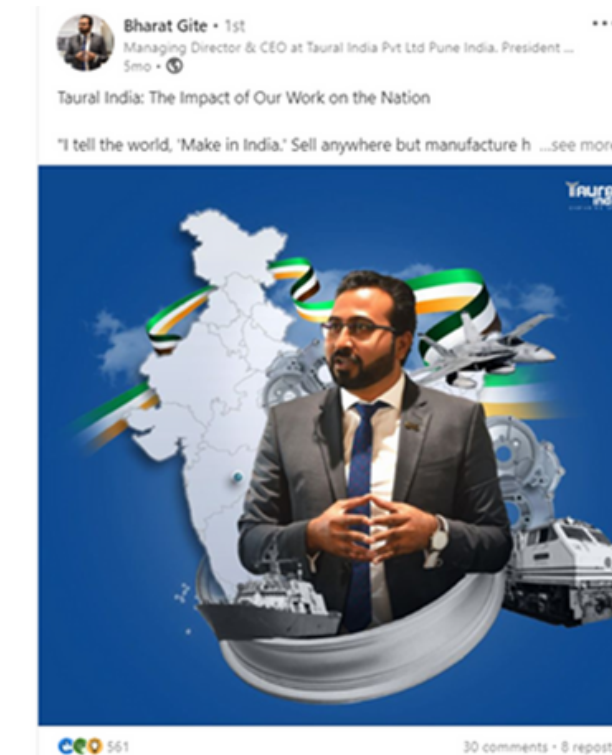 Bharat Gite • 1st
Managing Director & CEO at Taural India Pvt Ltd Pune India. President ...
5mo •
Taural India: The Impact of Our Work on the Nation
"I tell the world, 'Make in India.' Sell anywhere but manufacture h ...see more
561
30 comments • 8 repost